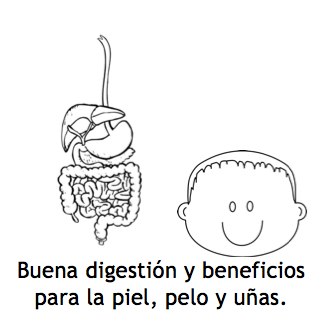 Buena digestión y beneficios
para la piel, pelo y uñas.